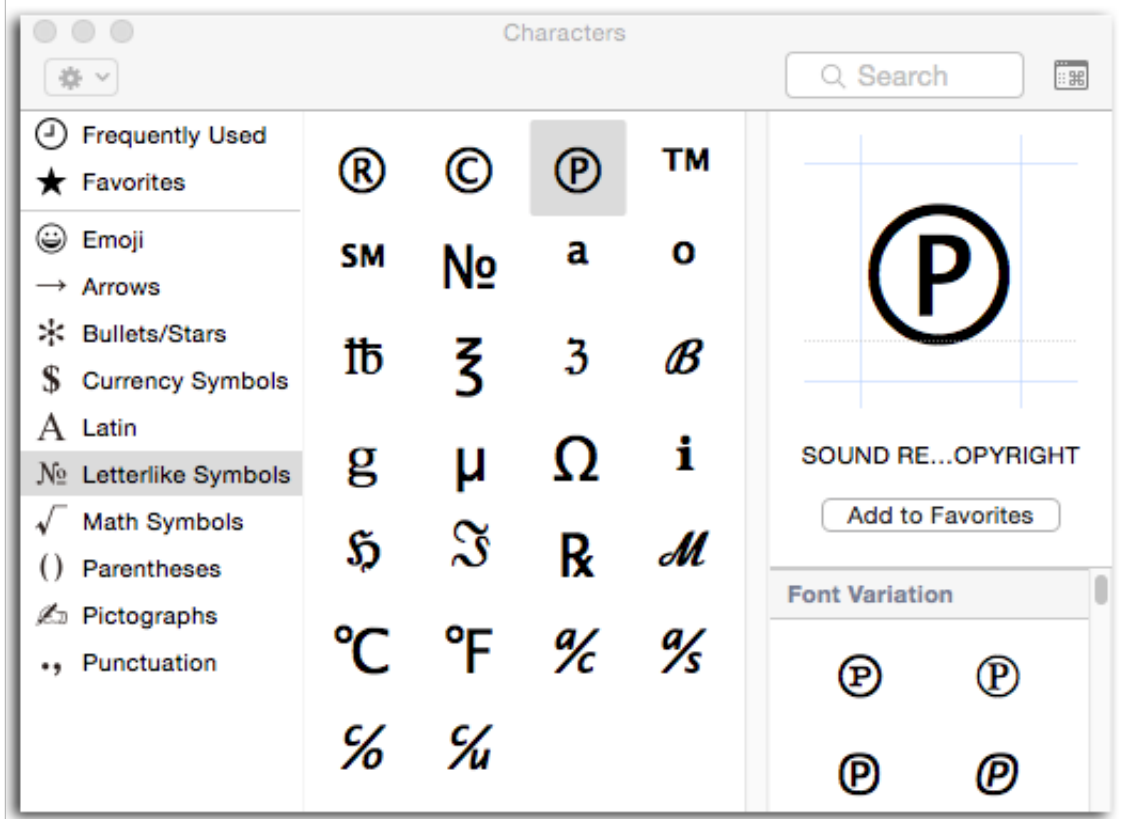 Characters
Search
Frequently Used
Favorites
Emoji
Arrows
Bullets/Stars
$ Currency Symbols
A Latin
№ Letterlike Symbols
√ Math Symbols
( ) Parentheses
Pictographs
•, Punctuation
® © ℗ ™
℠ № ª º
℔ ℥ ℨ ℬ
ℊ µ Ω ℹ
ℌ ℑ ℞ ℳ
℃ ℉ ℀ ℁
℅ ℆
℗
SOUND RE...OPYRIGHT
Add to Favorites
Font Variation
℗ ℗
℗ ℗